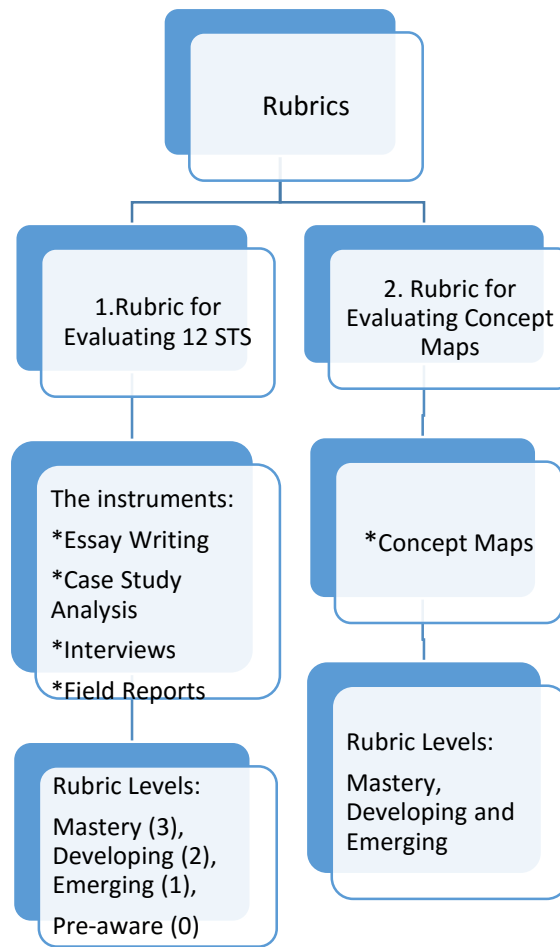 Rubrics
1.Rubric for
Evaluating 12 STS
2. Rubric for
Evaluating Concept
Maps
The instruments:
*Essay Writing
*Case Study
Analysis
*Interviews
*Field Reports
*Concept Maps
Rubric Levels:
Mastery (3),
Developing (2),
Emerging (1),
Pre-aware (0)
Rubric Levels:
Mastery,
Developing and
Emerging